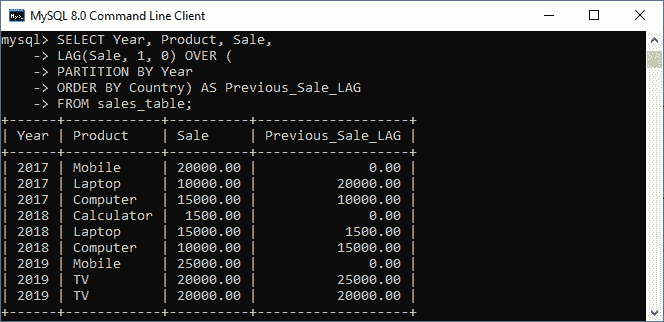 MySQL 8.0 Command Line Client
mysql> SELECT Year, Product, Sale,
    -> LAG(Sale, 1, 0) OVER (
    -> PARTITION BY Year
    -> ORDER BY Country) AS Previous_Sale_LAG
    -> FROM sales_table;
+------+------------+----------+-------------------+
| Year | Product    | Sale     | Previous_Sale_LAG |
+------+------------+----------+-------------------+
| 2017 | Mobile     | 20000.00 |              0.00 |
| 2017 | Laptop     | 10000.00 |          20000.00 |
| 2017 | Computer   | 15000.00 |          10000.00 |
| 2018 | Calculator |  1500.00 |              0.00 |
| 2018 | Laptop     | 15000.00 |           1500.00 |
| 2018 | Computer   | 10000.00 |          15000.00 |
| 2019 | Mobile     | 25000.00 |              0.00 |
| 2019 | TV         | 20000.00 |          25000.00 |
| 2019 | TV         | 20000.00 |          20000.00 |
+------+------------+----------+-------------------+